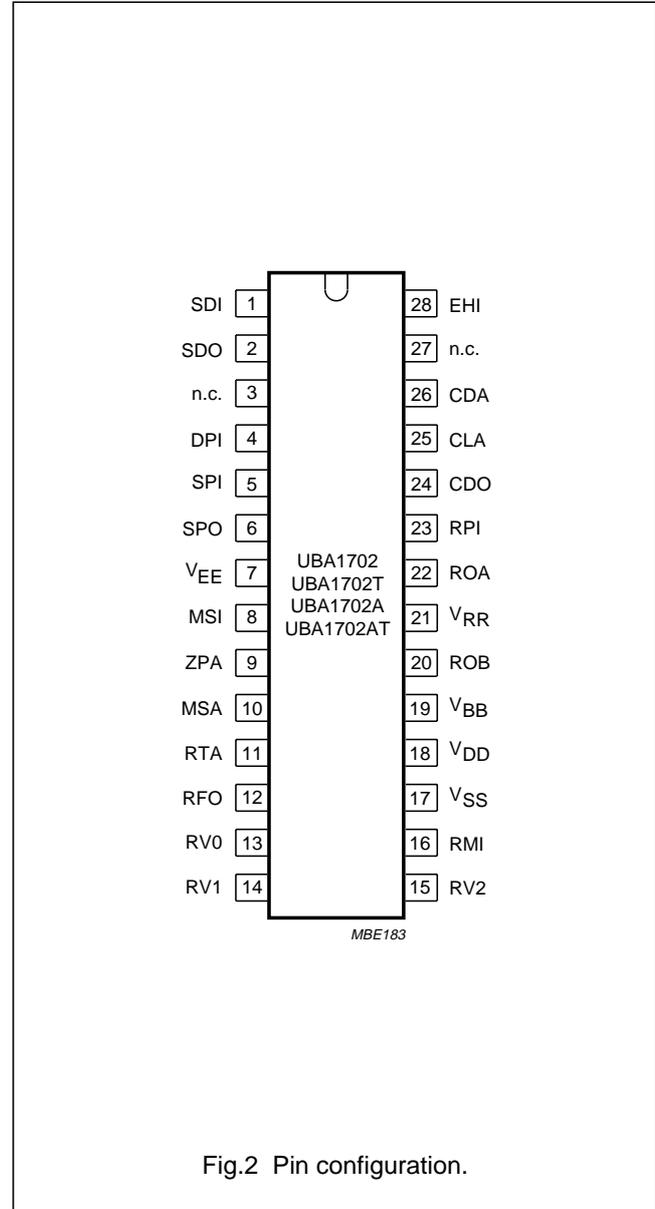 SDI 1
SDO 2
n.c. 3
DPI 4
SPI 5
SPO 6
VEE 7
MSI 8
ZPA 9
MSA 10
RTA 11
RFO 12
RV0 13
RV1 14
UBA1702
UBA1702T
UBA1702A
UBA1702AT
28 EHI
27 n.c.
26 CDA
25 CLA
24 CDO
23 RPI
22 ROA
21 VRR
20 ROB
19 VBB
18 VDD
17 VSS
16 RMI
15 RV2
MBE183
Fig.2 Pin configuration.